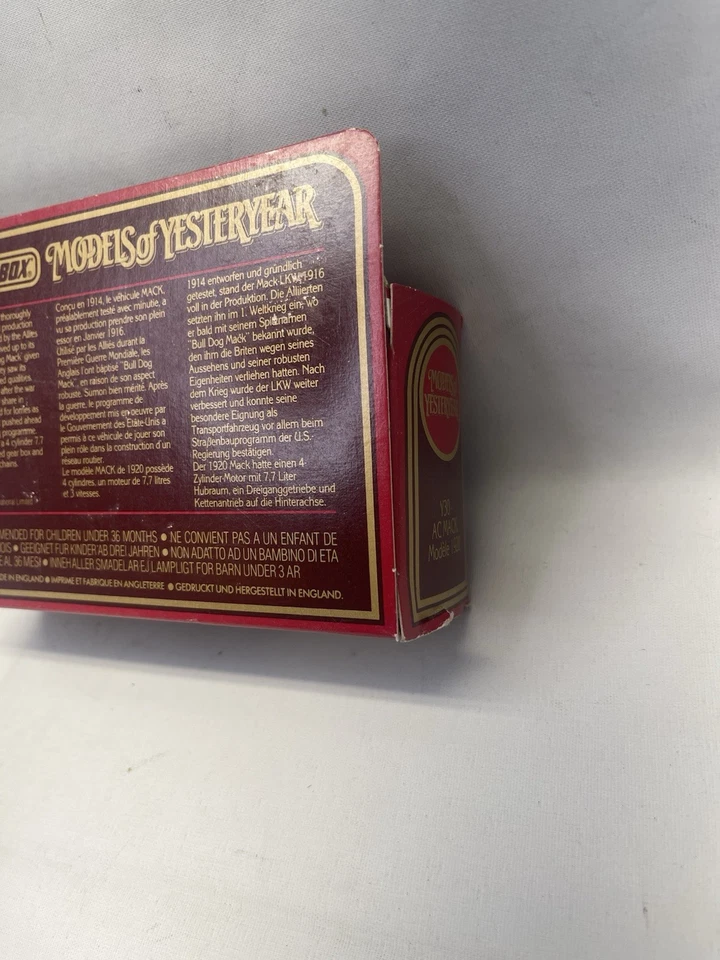 BOX
MODELS of YESTERYEAR
thoroughly
production
d by the Allies
ed up to its
g Mack' given
ity saw its
ed qualities.
fter the war
share in
d for lorries as
pushed ahead
programme.
a 4 cylinder 7.7
ed gear box and
chains.
Conçu en 1914, le véhicule MACK,
préalablement testé avec minutie, a
vu sa production prendre son plein
essor en Janvier 1916.
Utilisé par les Alliés durant la
Première Guerre Mondiale, les
Anglais l'ont bâptisé "Bull Dog
Mack", en raison de son aspect
robuste. Surnom bien mérité. Après
la guerre, le programme de
développement mis en oeuvre par
le Gouvernement des Etats-Unis a
permis à ce véhicule de jouer son
plein rôle dans la construction d'un
réseau routier.
Le modèle MACK de 1920 possède
4 cylindres, un moteur de 7,7 litres
et 3 vitesses.
1914 entworfen und gründlich
getestet, stand der Mack-LKW 1916
voll in der Produktion. Die Alliierten
setzten ihn im 1. Weltkrieg ein, wo
er bald mit seinem Spitznamen
"Bull Dog Mack" bekannt wurde,
den ihm die Briten wegen seines
Aussehens und seiner robusten
Eigenheiten verliehen hatten. Nach
dem Krieg wurde der LKW weiter
verbessert und konnte seine
besondere Eignung als
Transportfahrzeug vor allem beim
Straßenbauprogramm der U.S.-
Regierung bestätigen.
Der 1920 Mack hatte einen 4-
Zylinder-Motor mit 7,7 Liter
Hubraum, ein Dreiganggetriebe und
Kettenantrieb auf die Hinterachse.
MENDED FOR CHILDREN UNDER 36 MONTHS ● NE CONVIENT PAS A UN ENFANT DE
OIS ● GEEIGNET FÜR KINDER AB DREI JAHREN ● NON ADATTO AD UN BAMBINO DI ETA
E AL 36 MESI ● INNEHALLER SMADELAR EJ LAMPLIGT FOR BARN UNDER 3 AR
DE IN ENGLAND ● IMPRIMÉ ET FABRIQUÉ EN ANGLETERRE ● GEDRUCKT UND HERGESTELLT IN ENGLAND.
MODELS of
YESTERYEAR
Y30
AC MACK
Modèle 1920